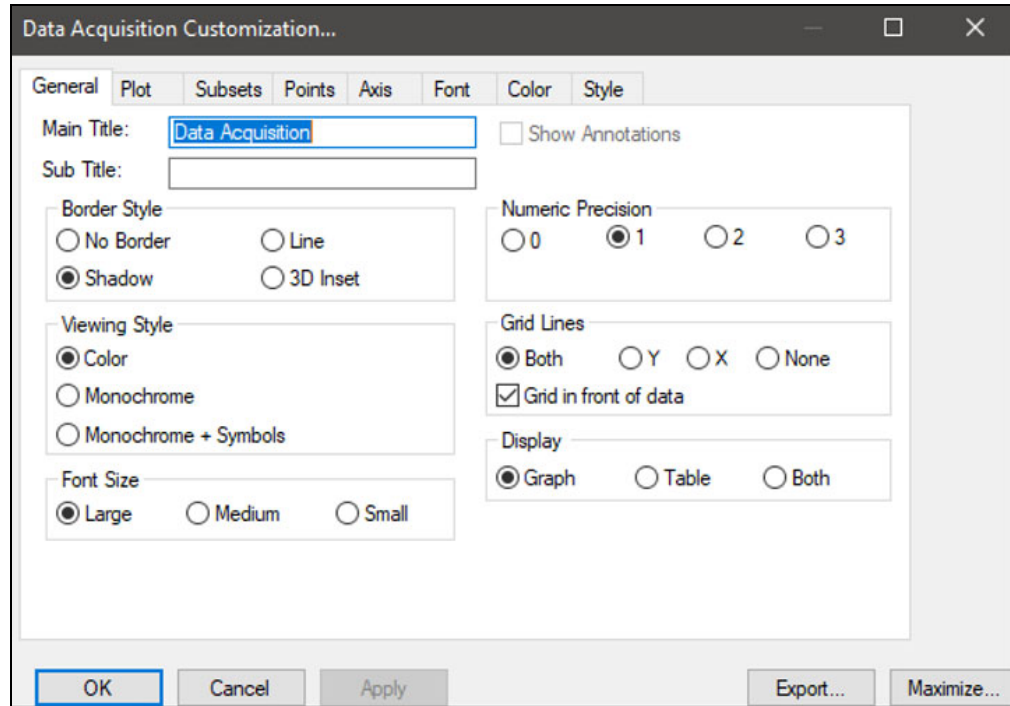 Data Acquisition Customization...
General Plot Subsets Points Axis Font Color Style
Main Title: Data Acquisition Show Annotations
Sub Title:
Border Style
No Border Line
Shadow 3D Inset
Numeric Precision
0 1 2 3
Viewing Style
Color
Monochrome
Monochrome + Symbols
Grid Lines
Both Y X None
Grid in front of data
Font Size
Large Medium Small
Display
Graph Table Both
OK Cancel Apply Export... Maximize...